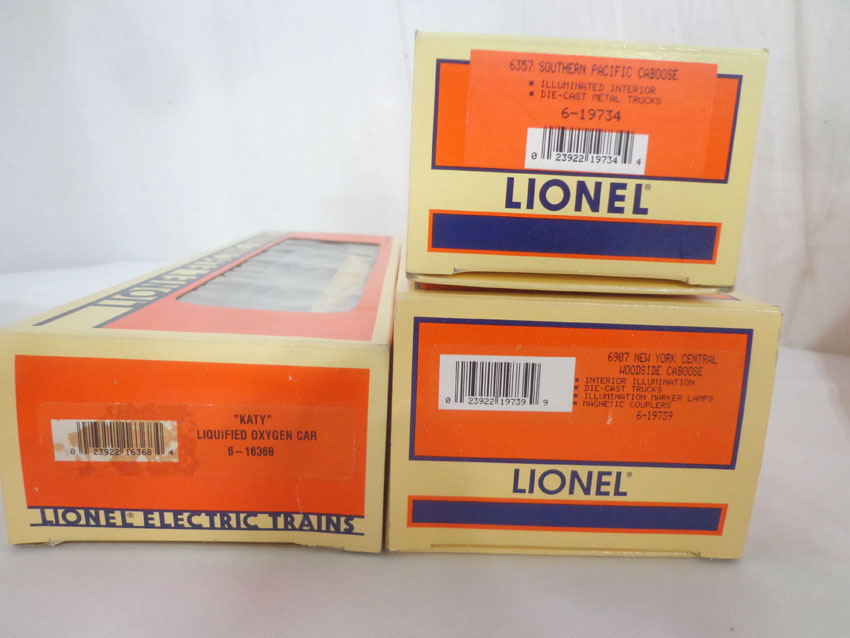 6357 SOUTHERN PACIFIC CABOOSE
* ILLUMINATED INTERIOR
* DIE-CAST METAL TRUCKS
6-19734
0 23922 19734 4
LIONEL®
LIONEL
6907 NEW YORK CENTRAL
WOODSIDE CABOOSE
* INTERIOR ILLUMINATION
* DIE-CAST TRUCKS
* ILLUMINATION MARKER LAMPS
* MAGNETIC COUPLERS
6-19739
0 23922 19739 9
LIONEL®
"KATY"
LIQUIFIED OXYGEN CAR
6-16368
0 23922 16368 4
LIONEL® ELECTRIC TRAINS